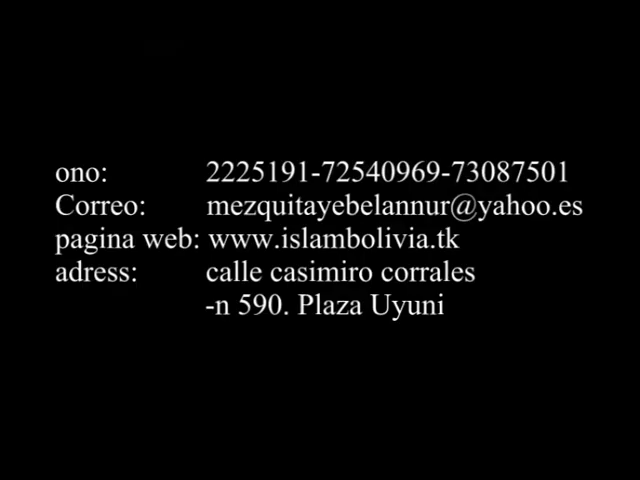 ono: 2225191-72540969-73087501
Correo: mezquitayebelannur@yahoo.es
pagina web: www.islambolivia.tk
adress: calle casimiro corrales
-n 590. Plaza Uyuni